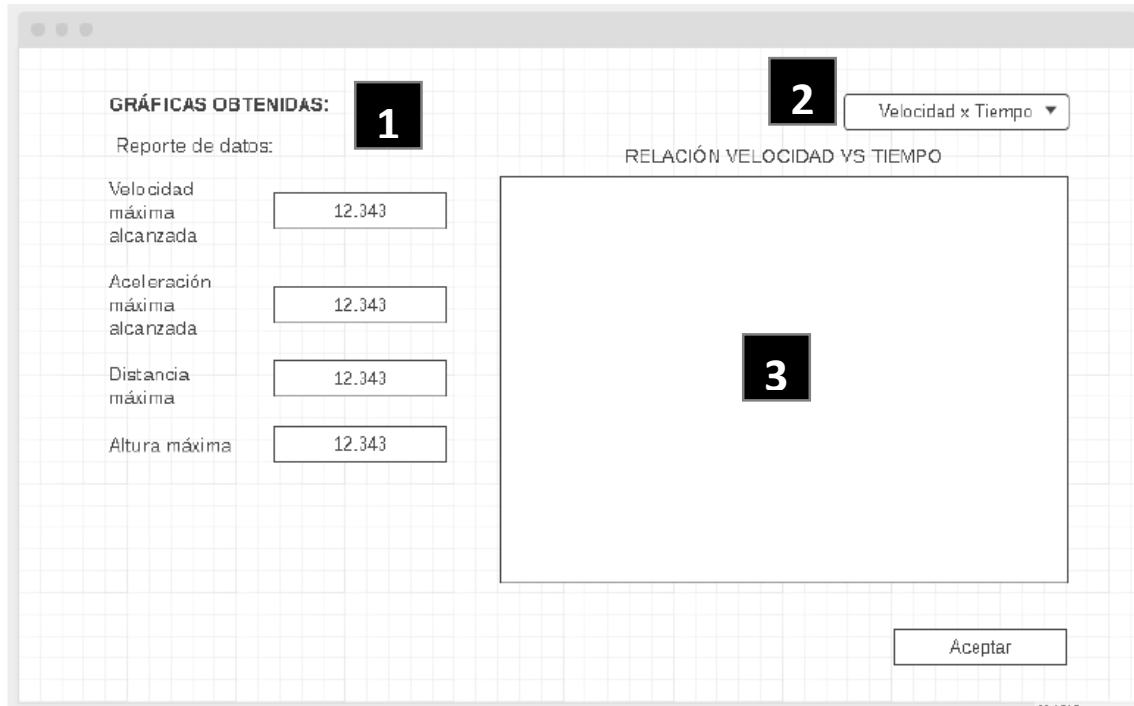 GRÁFICAS OBTENIDAS:
1
Reporte de datos:
Velocidad
máxima
alcanzada
12.343
Aceleración
máxima
alcanzada
12.343
Distancia
máxima
12.343
Altura máxima
12.343
2
Velocidad x Tiempo
RELACIÓN VELOCIDAD VS TIEMPO
3
Aceptar